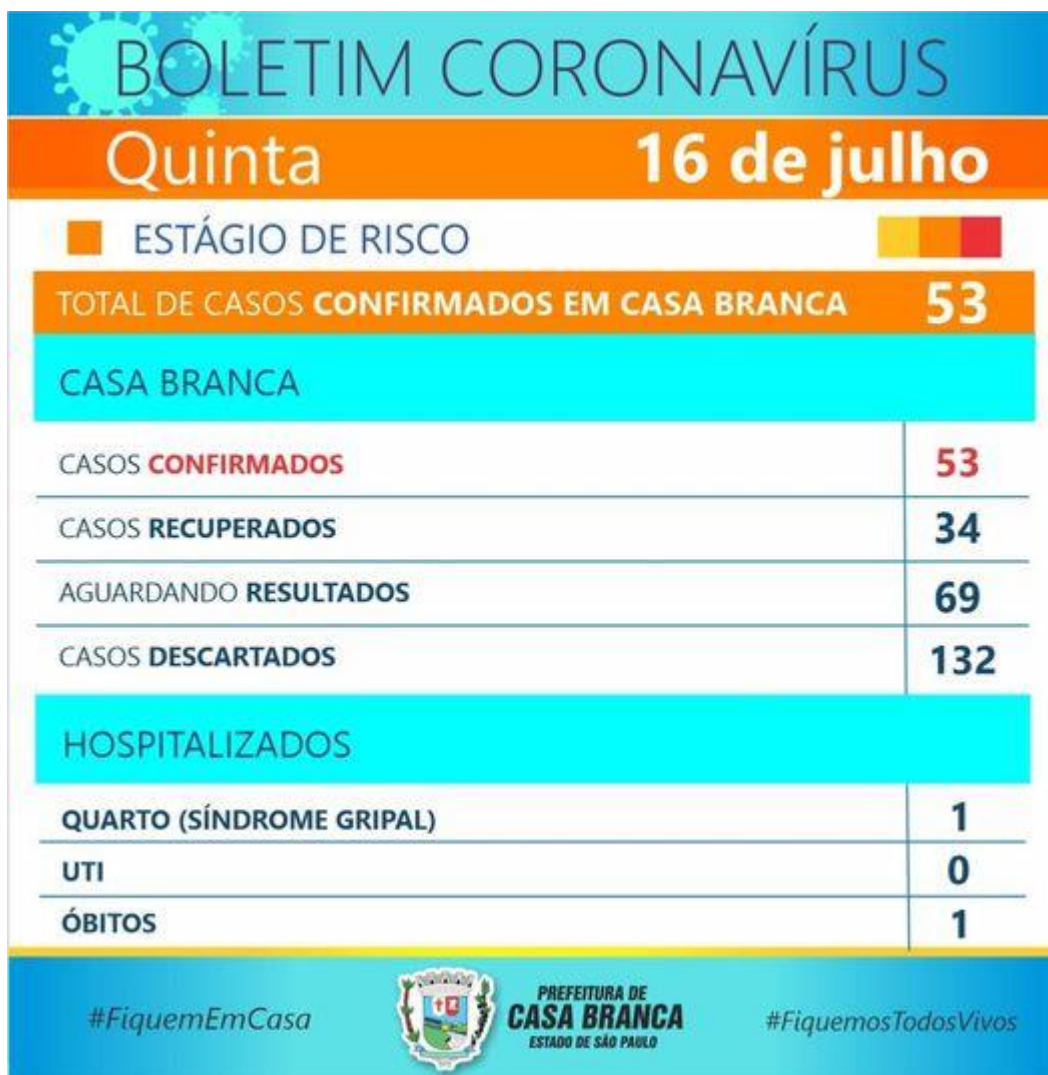 BOLETIM CORONAVÍRUS
Quinta 16 de julho
ESTÁGIO DE RISCO
TOTAL DE CASOS CONFIRMADOS EM CASA BRANCA 53
CASA BRANCA
CASOS CONFIRMADOS 53
CASOS RECUPERADOS 34
AGUARDANDO RESULTADOS 69
CASOS DESCARTADOS 132
HOSPITALIZADOS
QUARTO (SÍNDROME GRIPAL) 1
UTI 0
ÓBITOS 1
#FiquemEmCasa
PREFEITURA DE
CASA BRANCA
ESTADO DE SÃO PAULO
#FiquemosTodosVivos